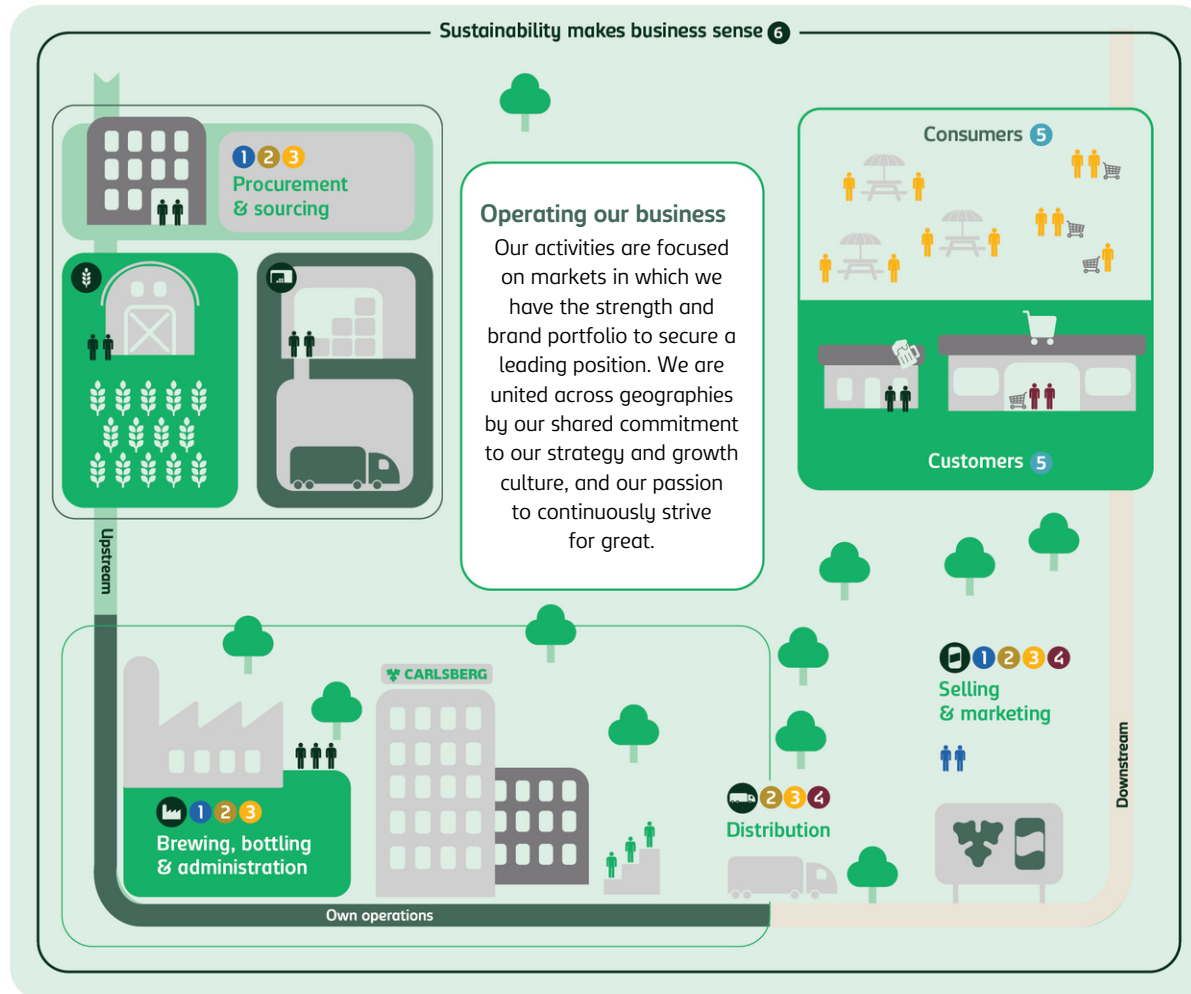 Sustainability makes business sense 6
1 2 3
Procurement
& sourcing
Operating our business
Our activities are focused
on markets in which we
have the strength and
brand portfolio to secure a
leading position. We are
united across geographies
by our shared commitment
to our strategy and growth
culture, and our passion
to continuously strive
for great.
Consumers 5
Customers 5
Upstream
CARLSBERG
1 2 3
Brewing, bottling
& administration
Own operations
2 3 4
Distribution
1 2 3 4
Selling
& marketing
Downstream